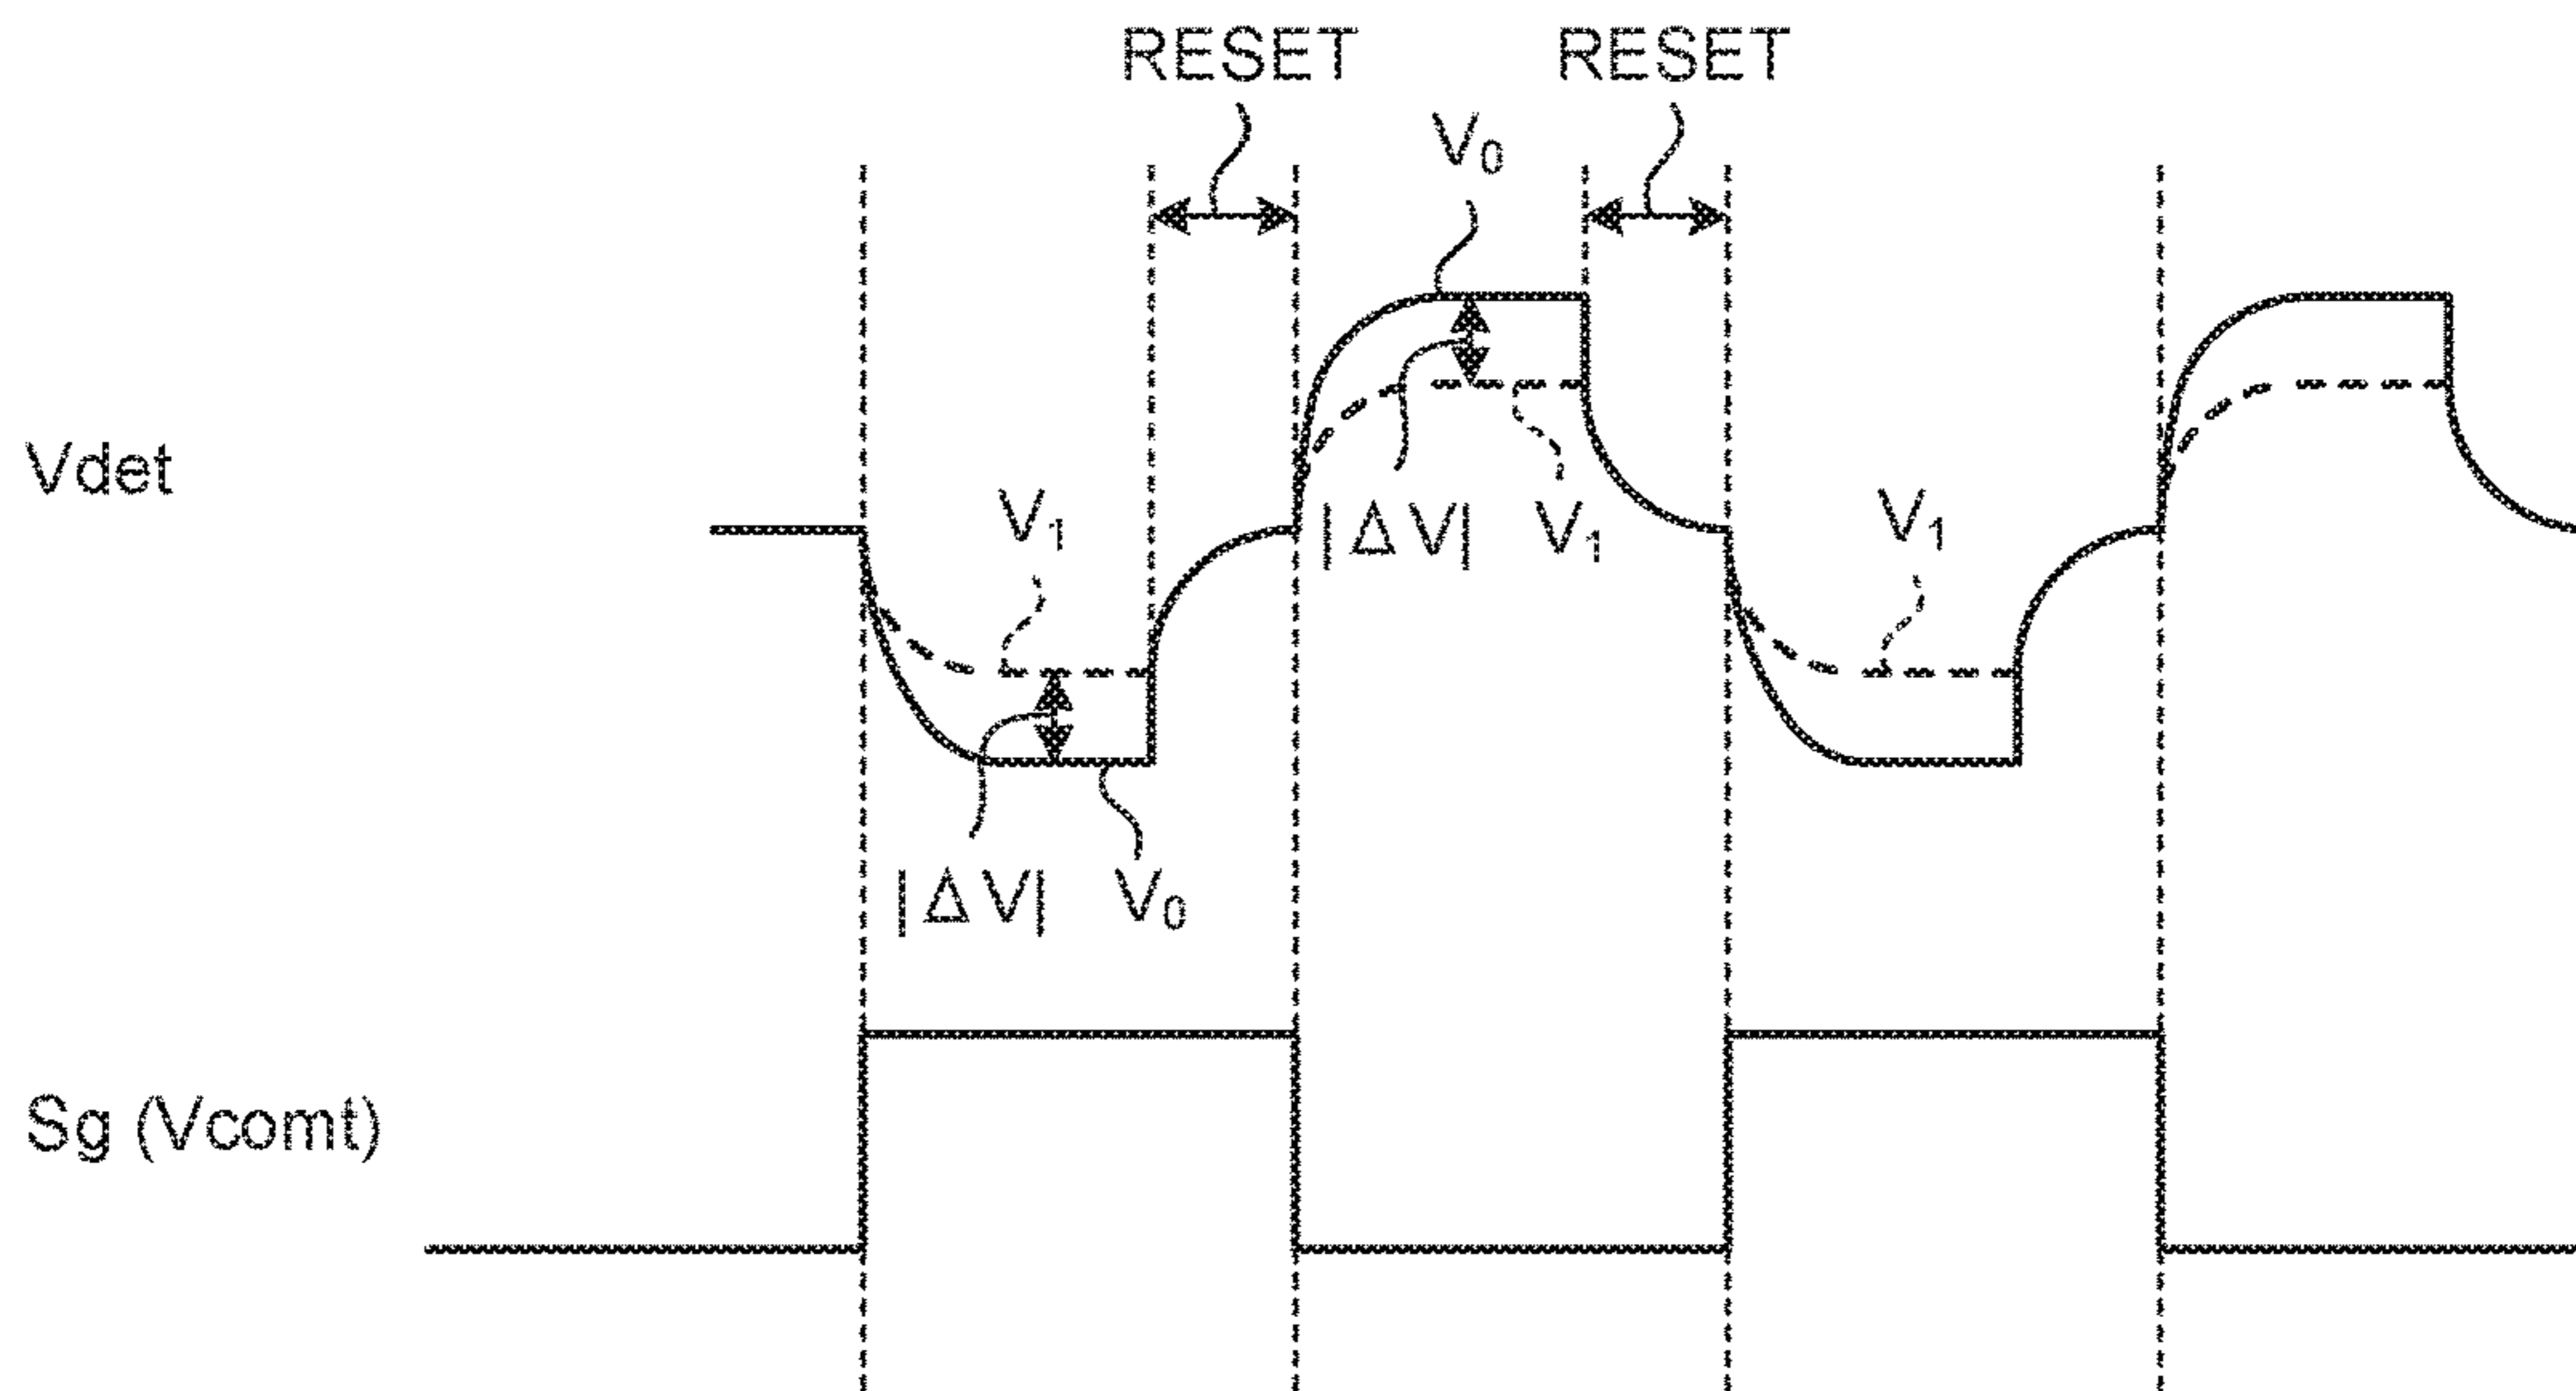 RESET RESET
V₀
Vdet
V₁ |ΔV| V₁ V₁
|ΔV| V₀
Sg (Vcomt)